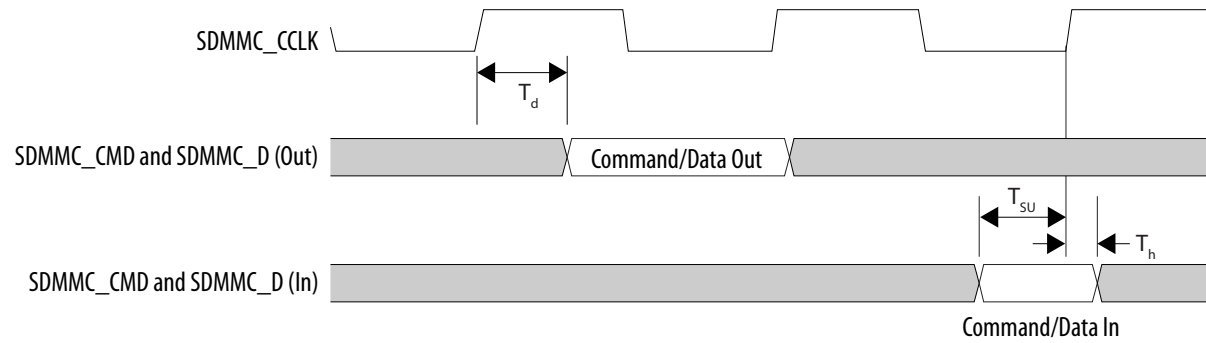 SDMMC_CCLK
T_d
SDMMC_CMD and SDMMC_D (Out)
Command/Data Out
T_SU
T_h
SDMMC_CMD and SDMMC_D (In)
Command/Data In